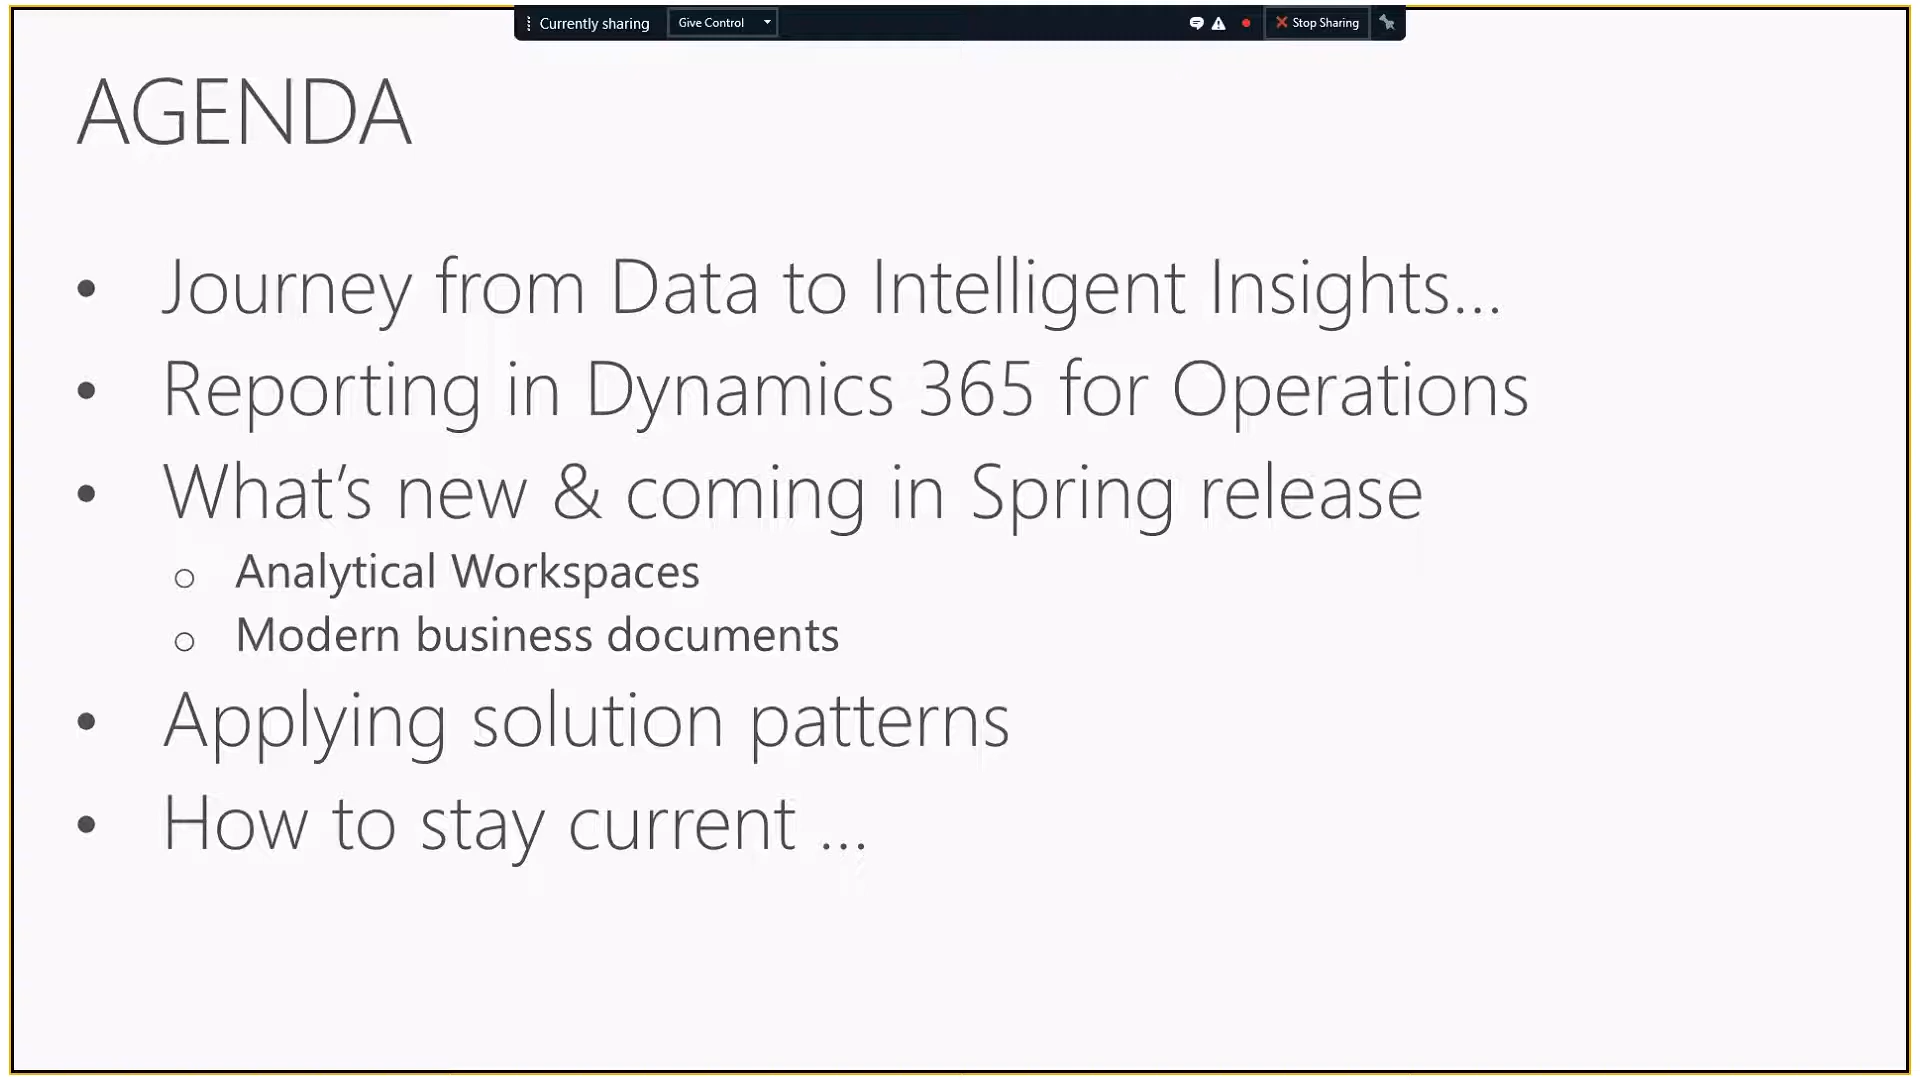 Currently sharing Give Control Stop Sharing
AGENDA
• Journey from Data to Intelligent Insights...
• Reporting in Dynamics 365 for Operations
• What’s new & coming in Spring release
o Analytical Workspaces
o Modern business documents
• Applying solution patterns
• How to stay current ...